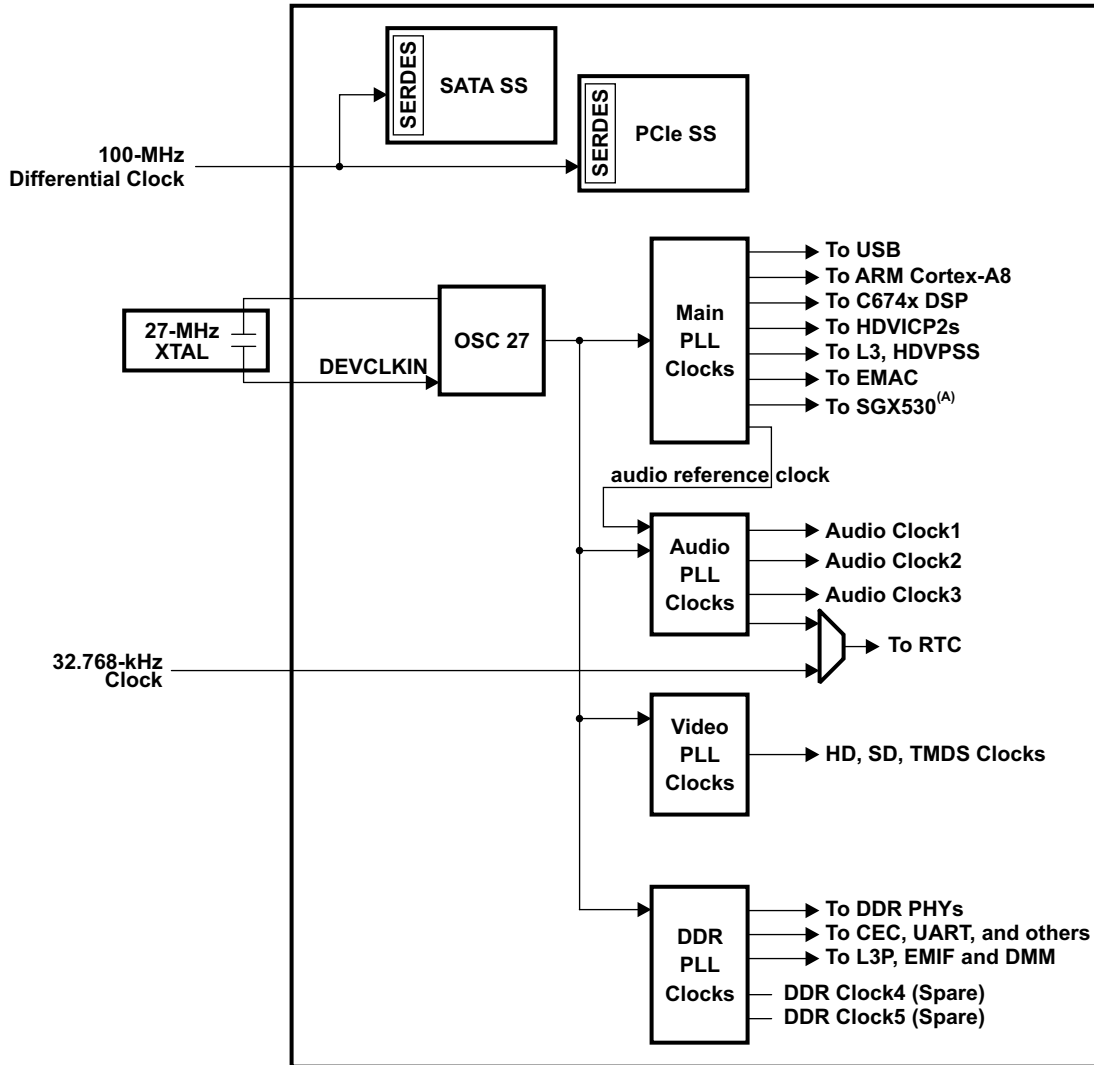 SERDES
SATA SS
SERDES
PCIe SS
100-MHz
Differential Clock
27-MHz
XTAL
DEVCLKIN
OSC 27
Main
PLL
Clocks
To USB
To ARM Cortex-A8
To C674x DSP
To HDVICP2s
To L3, HDVPSS
To EMAC
To SGX530(A)
audio reference clock
Audio
PLL
Clocks
Audio Clock1
Audio Clock2
Audio Clock3
To RTC
32.768-kHz
Clock
Video
PLL
Clocks
HD, SD, TMDS Clocks
DDR
PLL
Clocks
To DDR PHYs
To CEC, UART, and others
To L3P, EMIF and DMM
DDR Clock4 (Spare)
DDR Clock5 (Spare)